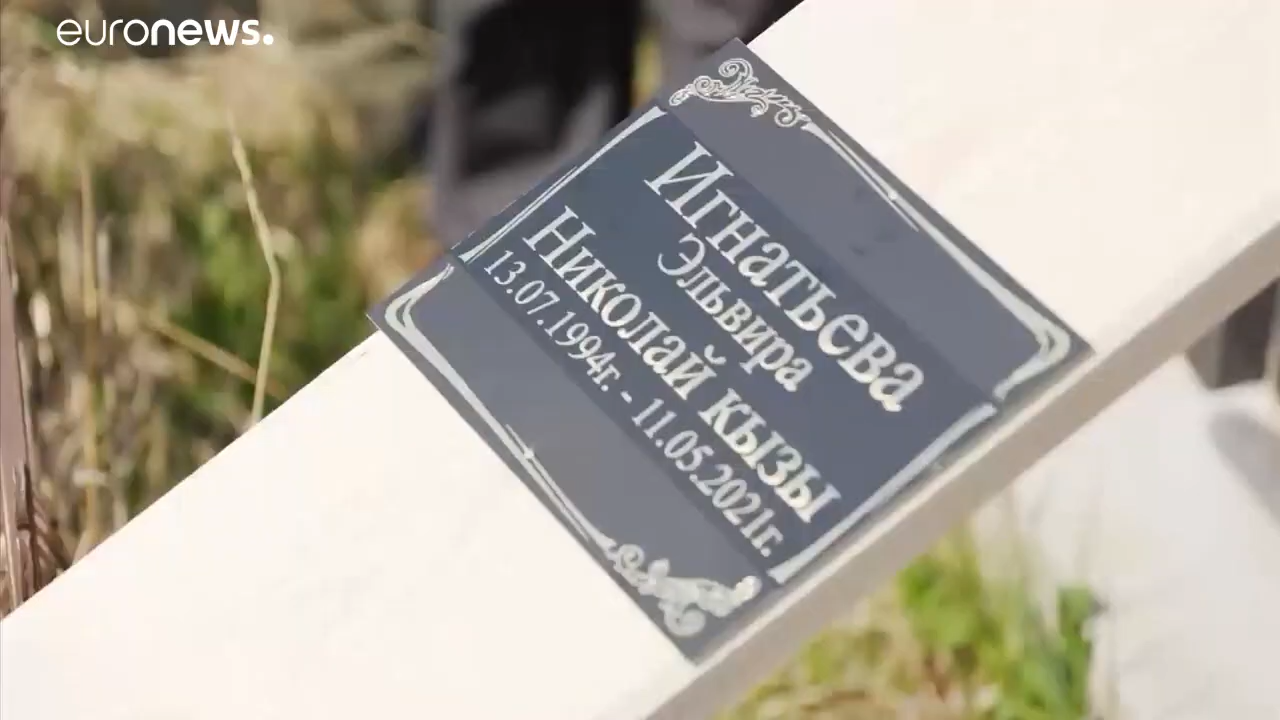 euronews.
Игнатьева
Эльвира
Николай кызы
13.07.1994г. - 11.05.2021г.